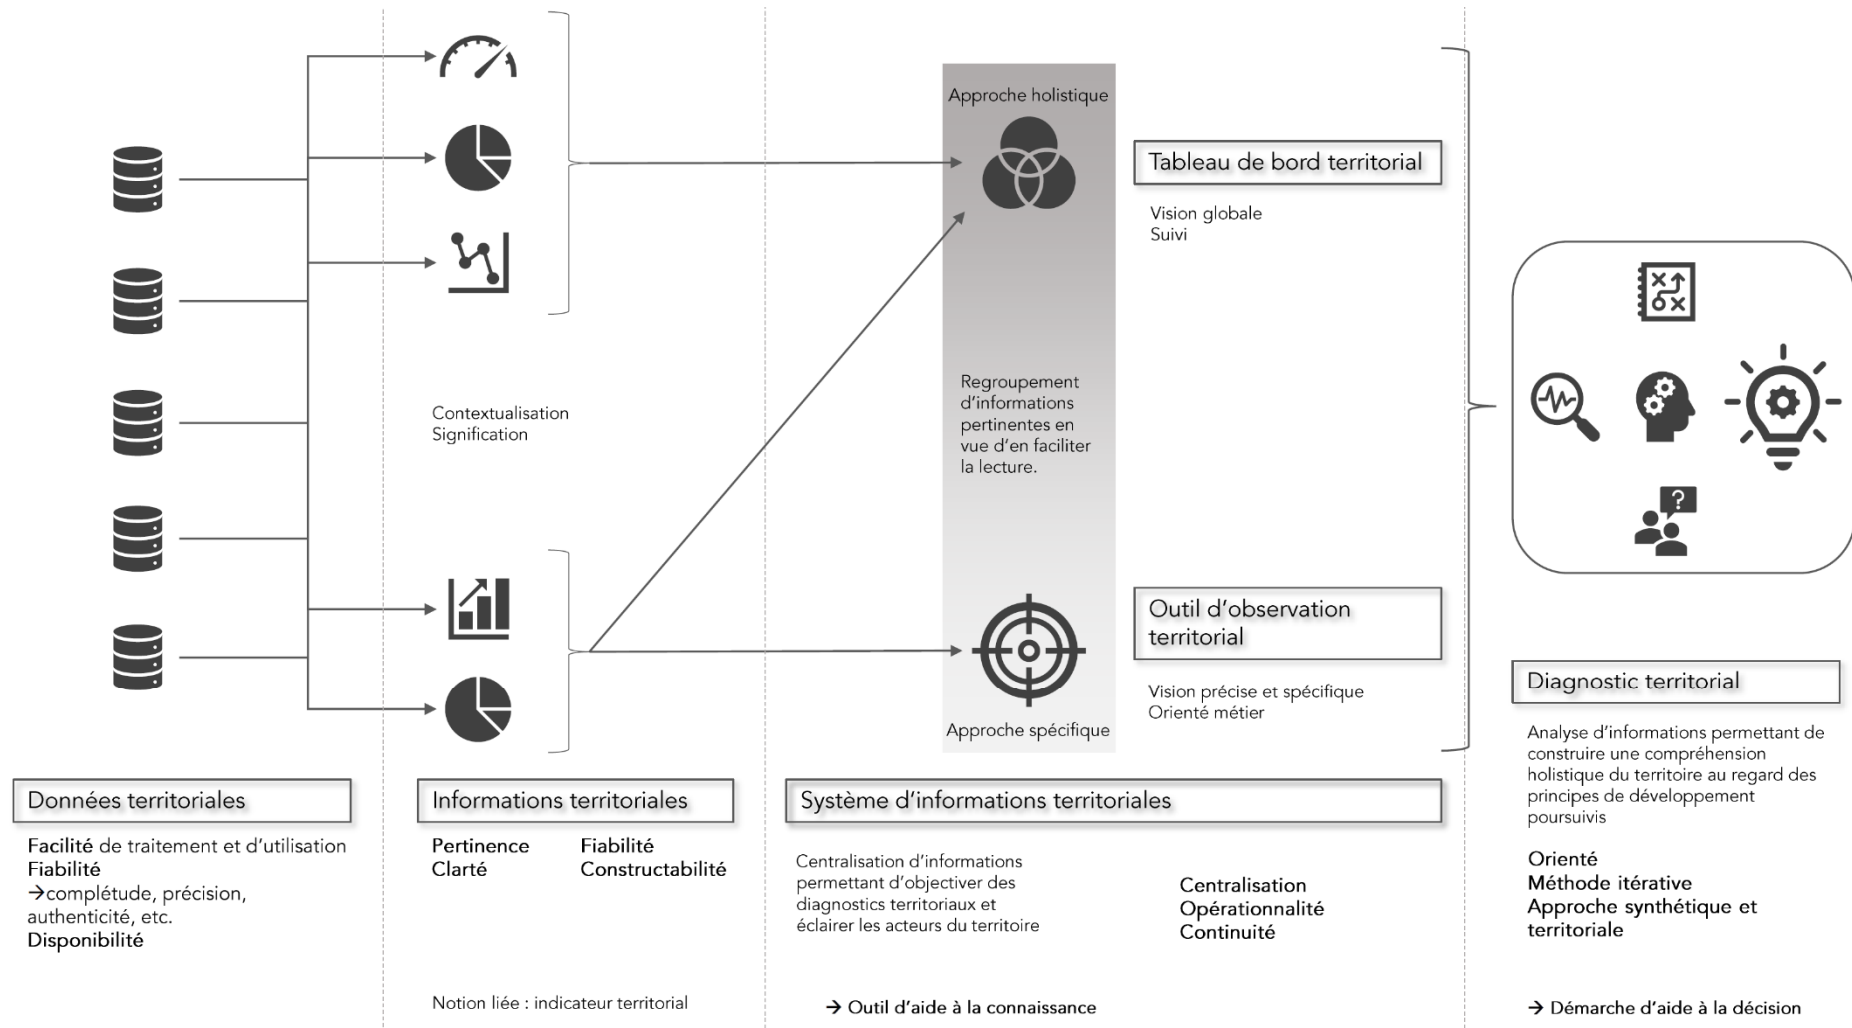 Approche holistique
Tableau de bord territorial
Vision globale
Suivi
Contextualisation
Signification
Regroupement
d’informations
pertinentes en
vue d’en faciliter
la lecture.
?
Outil d’observation
territorial
Vision précise et spécifique
Orienté métier
Approche spécifique
Données territoriales
Facilité de traitement et d’utilisation
Fiabilité
→complétude, précision,
authenticité, etc.
Disponibilité
Informations territoriales
Pertinence
Clarté
Fiabilité
Constructabilité
Notion liée : indicateur territorial
Système d’informations territoriales
Centralisation d’informations
permettant d’objectiver des
diagnostics territoriaux et
éclairer les acteurs du territoire
Centralisation
Opérationnalité
Continuité
→ Outil d’aide à la connaissance
Diagnostic territorial
Analyse d’informations permettant de
construire une compréhension
holistique du territoire au regard des
principes de développement
poursuivis
Orienté
Méthode itérative
Approche synthétique et
territoriale
→ Démarche d’aide à la décision